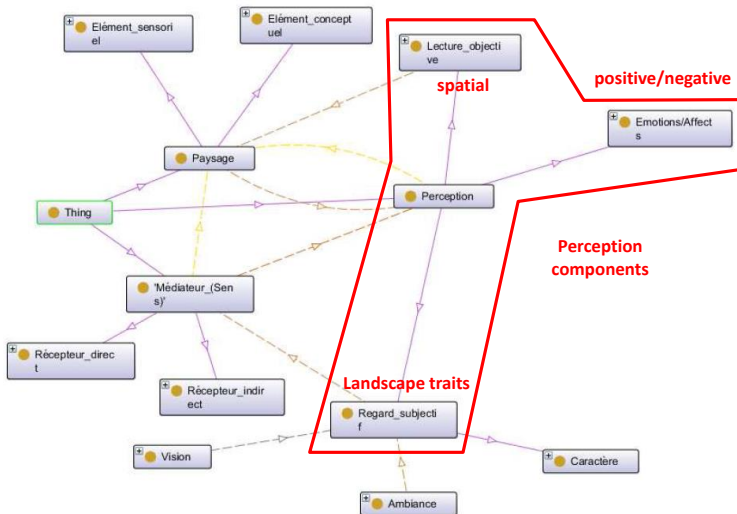 Elément_sensori
el
Elément_concept
uel
Lecture_objecti
ve
spatial
positive/negative
Emotions/Affect
s
Paysage
Perception
Thing
Perception
components
'Médiateur_(Sen
s)'
Récepteur_direc
t
Récepteur_indir
ect
Landscape traits
Regard_subjecti
f
Vision
Caractère
Ambiance